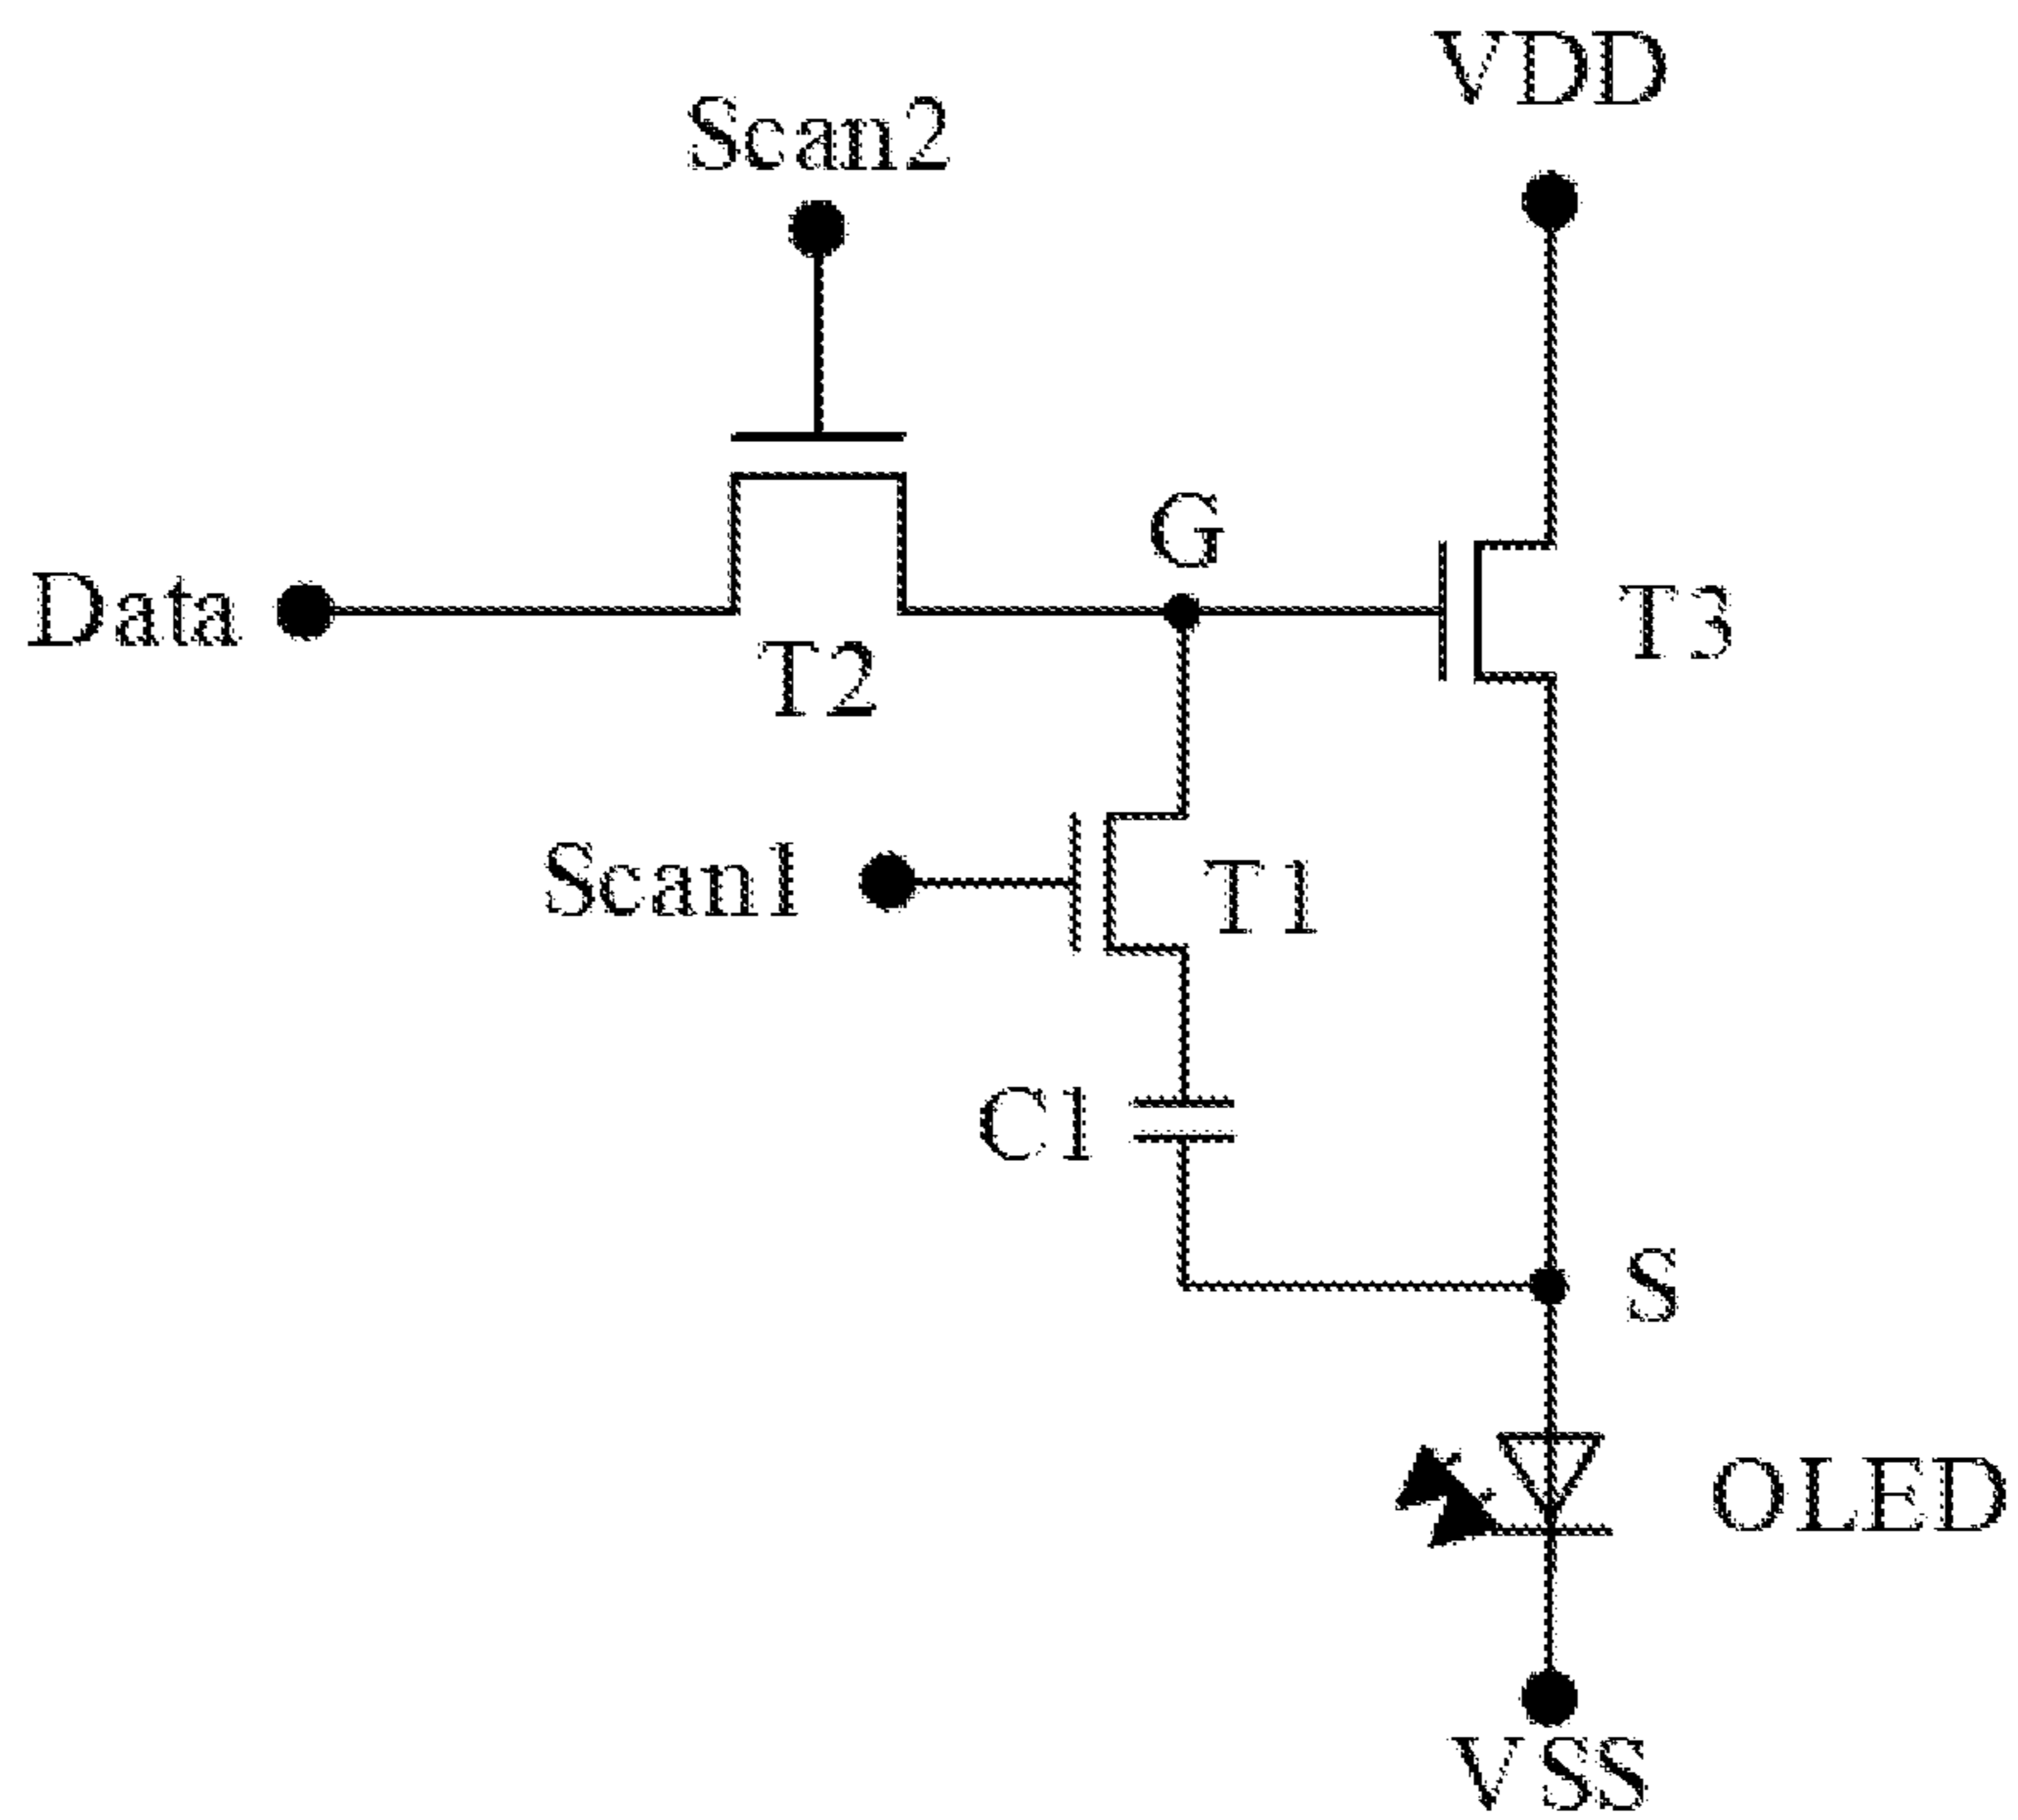 VDD
Scan2
G
Data
T3
T2
Scan1
T1
C1
S
OLED
VSS